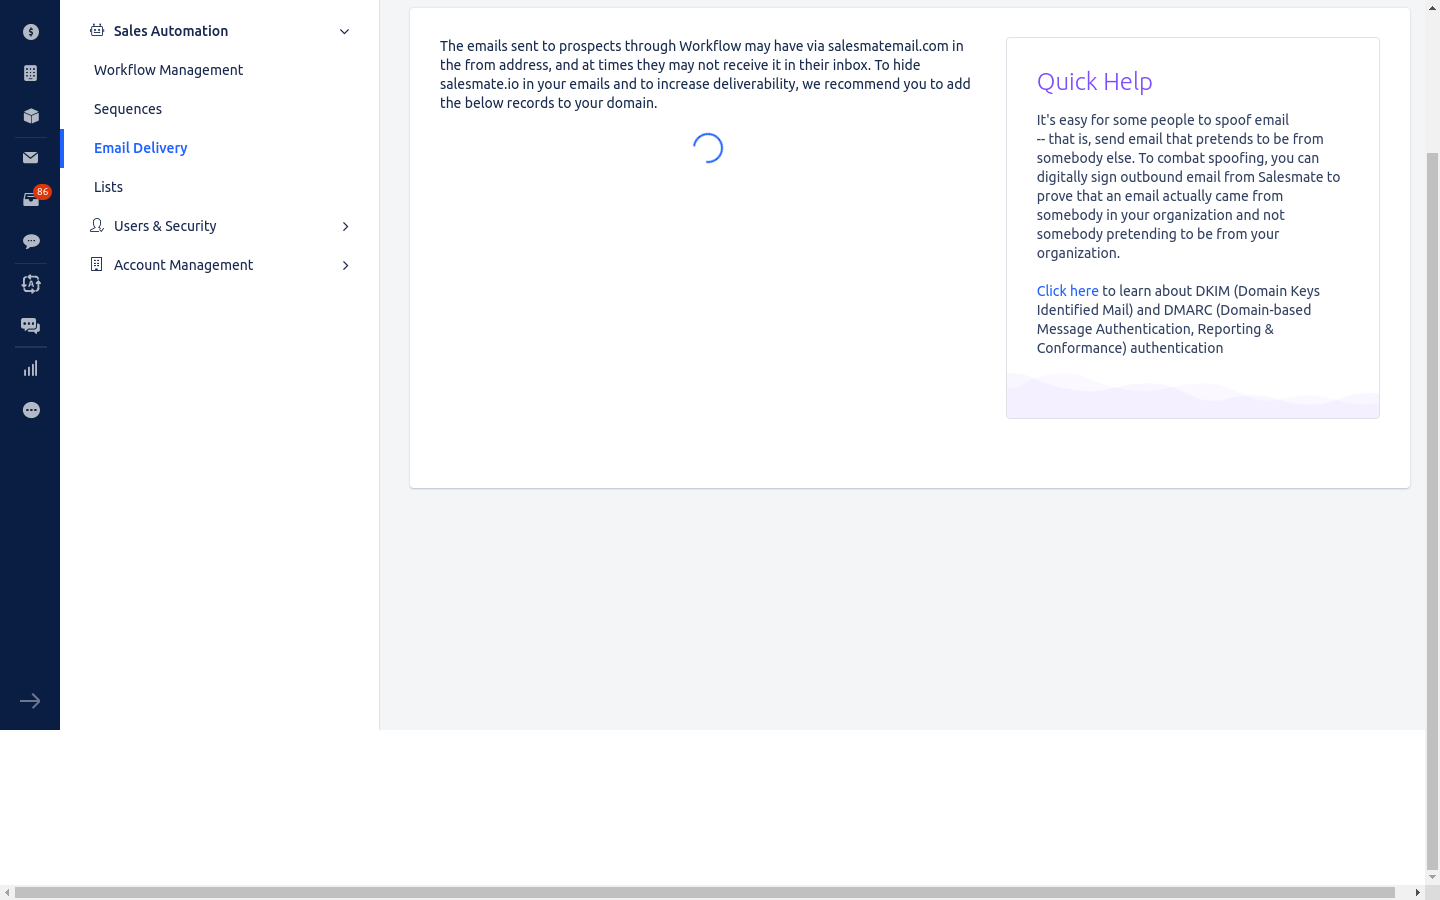 Sales Automation
Workflow Management
Sequences
Email Delivery
Lists
Users & Security
Account Management
86
The emails sent to prospects through Workflow may have via salesmatemail.com in
the from address, and at times they may not receive it in their inbox. To hide
salesmate.io in your emails and to increase deliverability, we recommend you to add
the below records to your domain.
Quick Help
It's easy for some people to spoof email
-- that is, send email that pretends to be from
somebody else. To combat spoofing, you can
digitally sign outbound email from Salesmate to
prove that an email actually came from
somebody in your organization and not
somebody pretending to be from your
organization.
Click here to learn about DKIM (Domain Keys
Identified Mail) and DMARC (Domain-based
Message Authentication, Reporting &
Conformance) authentication